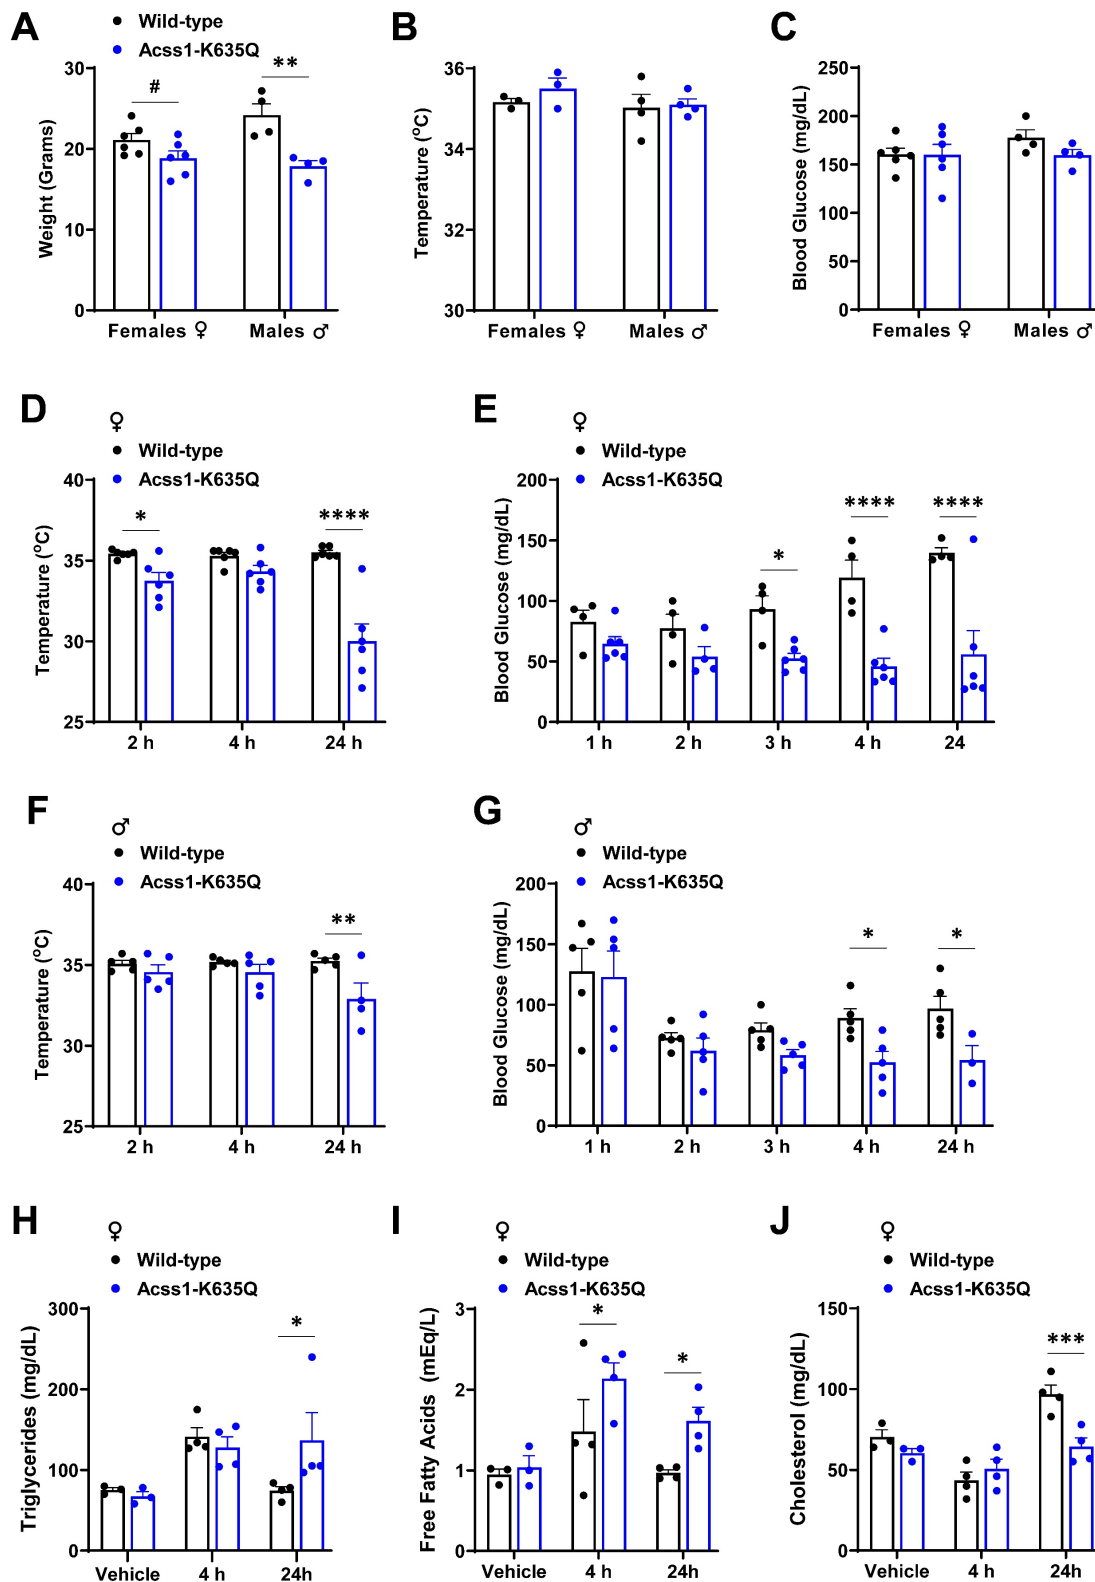 A
Wild-type
Acss1-K635Q
Weight (Grams)
30
20
10
0
#
**
Females ♀
Males ♂
B
Temperature (°C)
36
34
32
30
Females ♀
Males ♂
C
Blood Glucose (mg/dL)
250
200
150
100
50
0
Females ♀
Males ♂
D
♀
Wild-type
Acss1-K635Q
Temperature (°C)
40
35
30
25
*
****
2 h
4 h
24 h
E
♀
Wild-type
Acss1-K635Q
Blood Glucose (mg/dL)
200
150
100
50
0
*
****
****
1 h
2 h
3 h
4 h
24
F
♂
Wild-type
Acss1-K635Q
Temperature (°C)
40
35
30
25
**
2 h
4 h
24 h
G
♂
Wild-type
Acss1-K635Q
Blood Glucose (mg/dL)
200
150
100
50
0
*
*
1 h
2 h
3 h
4 h
24h
H
♀
Wild-type
Acss1-K635Q
Triglycerides (mg/dL)
300
200
100
0
*
Vehicle
4 h
24h
I
♀
Wild-type
Acss1-K635Q
Free Fatty Acids (mEq/L)
3
2
1
0
*
*
Vehicle
4 h
24h
J
♀
Wild-type
Acss1-K635Q
Cholesterol (mg/dL)
150
100
50
0
***
Vehicle
4 h
24h